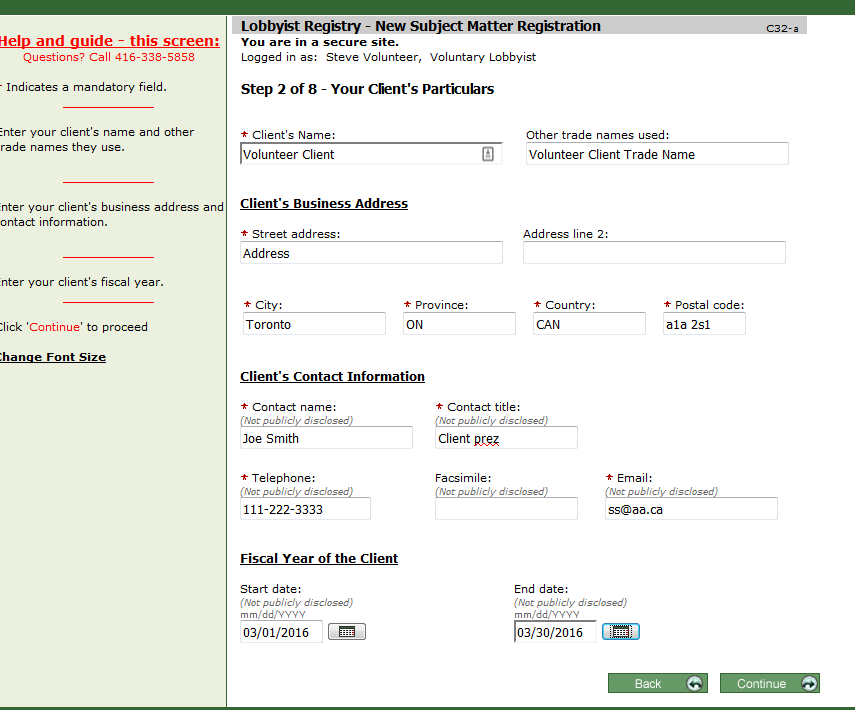 Lobbyist Registry - New Subject Matter Registration
C32-a
You are in a secure site.
Logged in as: Steve Volunteer, Voluntary Lobbyist
Help and guide - this screen:
Questions? Call 416-338-5858
* Indicates a mandatory field.
Enter your client's name and other
trade names they use.
Enter your client's business address and
contact information.
Enter your client's fiscal year.
Click 'Continue' to proceed
Change Font Size
Step 2 of 8 - Your Client's Particulars
* Client's Name: Other trade names used:
Volunteer Client Volunteer Client Trade Name
Client's Business Address
* Street address: Address line 2:
Address
* City: * Province: * Country: * Postal code:
Toronto ON CAN a1a 2s1
Client's Contact Information
* Contact name: * Contact title:
(Not publicly disclosed) (Not publicly disclosed)
Joe Smith Client prez
* Telephone: Facsimile: * Email:
(Not publicly disclosed) (Not publicly disclosed) (Not publicly disclosed)
111-222-3333 ss@aa.ca
Fiscal Year of the Client
Start date: End date:
(Not publicly disclosed) (Not publicly disclosed)
mm/dd/YYYY mm/dd/YYYY
03/01/2016 03/30/2016
Back Continue